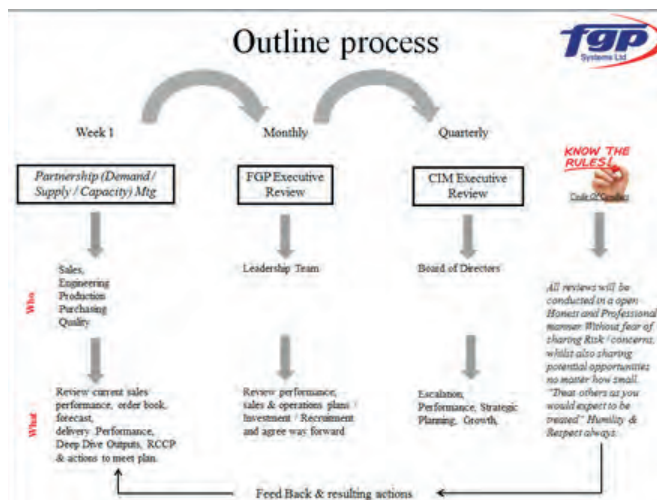 Outline process
fgp
Systems Ltd
Week 1
Monthly
Quarterly
KNOW THE
RULES!
Code Of Conduct
Partnership (Demand /
Supply / Capacity) Mtg
FGP Executive
Review
CIM Executive
Review
Who
Sales,
Engineering
Production
Purchasing
Quality
Leadership Team
Board of Directors
All reviews will be
conducted in a open
Honest and Professional
manner. Without fear of
sharing Risk / concerns,
whilst also sharing
potential opportunities
no matter how small.
"Treat others as you
would expect to be
treated" Humility &
Respect always.
What
Review current sales
performance, order book,
forecast,
delivery Performance,
Deep Dive Outputs, RCCP
& actions to meet plan.
Review performance,
sales & operations plans /
Investment / Recruitment
and agree way forward
Escalation,
Performance, Strategic
Planning, Growth,
Feed Back & resulting actions